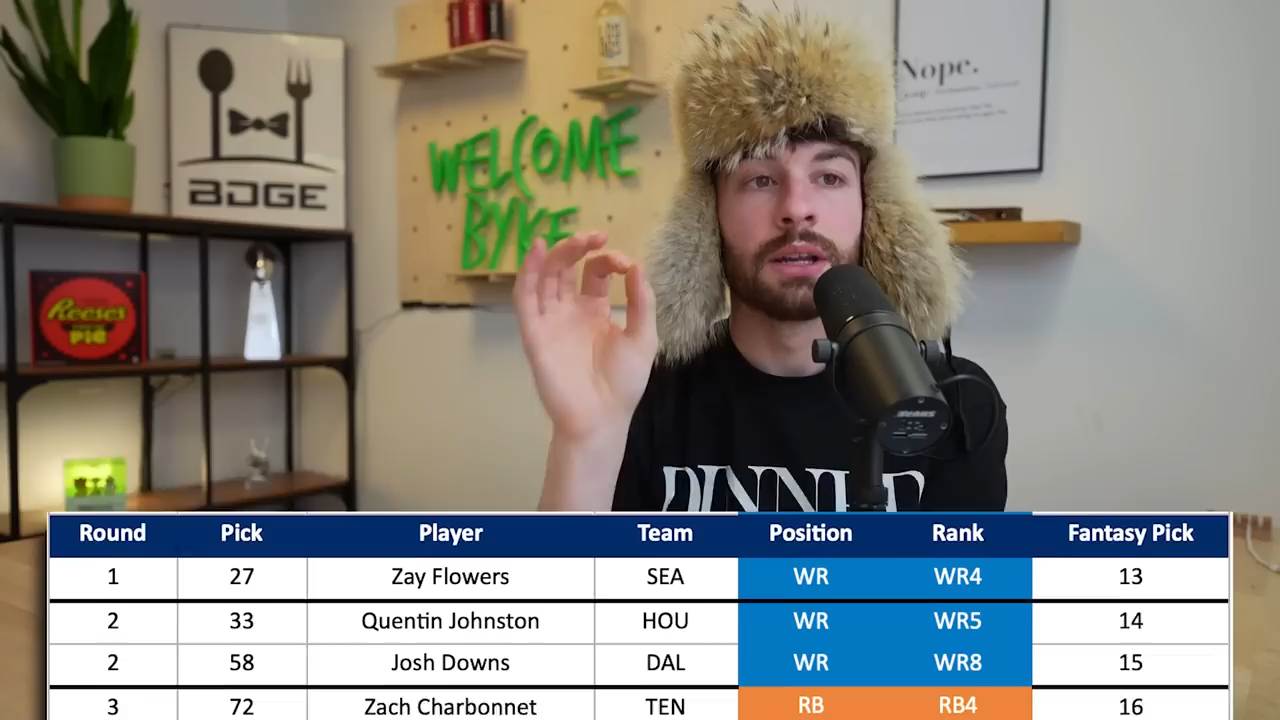 BDGE
WELCOME
BYKE
Nope.
Reese's
PIE
SHURE
DINNER
Round Pick Player Team Position Rank Fantasy Pick
1 27 Zay Flowers SEA WR WR4 13
2 33 Quentin Johnston HOU WR WR5 14
2 58 Josh Downs DAL WR WR8 15
3 72 Zach Charbonnet TEN RB RB4 16